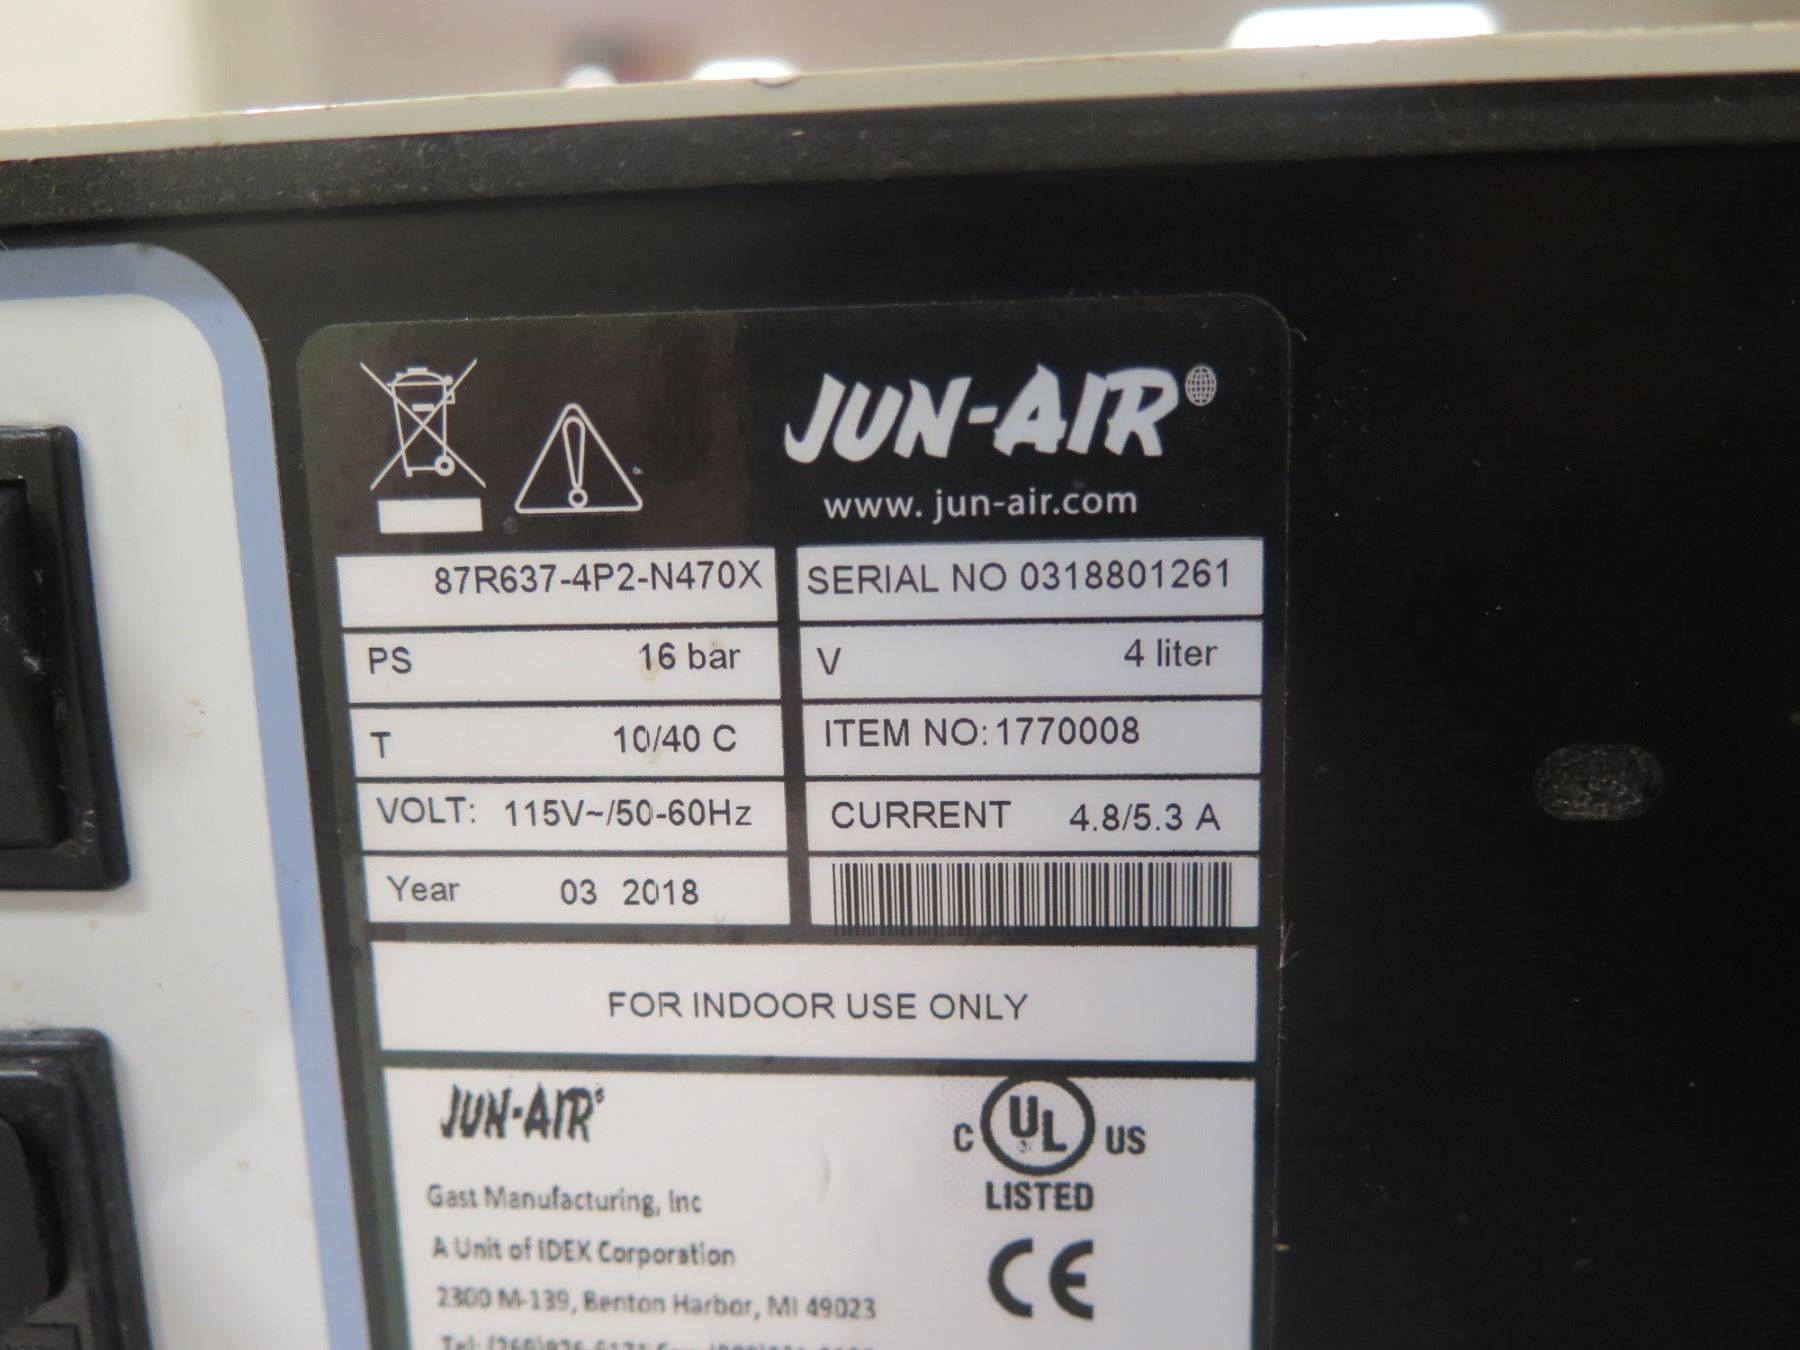 JUN-AIR
www. jun-air.com
87R637-4P2-N470X SERIAL NO 0318801261
PS 16 bar V 4 liter
T 10/40 C ITEM NO: 1770008
VOLT: 115V~/50-60Hz CURRENT 4.8/5.3 A
Year 03 2018
FOR INDOOR USE ONLY
JUN-AIR
C UL US
LISTED
Gast Manufacturing, Inc
A Unit of IDEX Corporation
CE
2300 M-139, Benton Harbor, MI 49023
Tel: